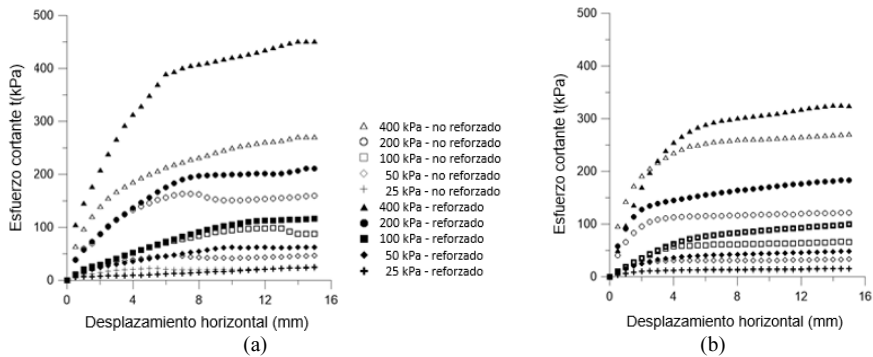 500
400
300
200
100
0
Esfuerzo cortante t(kPa)
0 4 8 12 16
Desplazamiento horizontal (mm)
(a)
400 kPa - no reforzado
200 kPa - no reforzado
100 kPa - no reforzado
50 kPa - no reforzado
25 kPa - no reforzado
400 kPa - reforzado
200 kPa - reforzado
100 kPa - reforzado
50 kPa - reforzado
25 kPa - reforzado
500
400
300
200
100
0
Esfuerzo cortante t(kPa)
0 4 8 12 16
Desplazamiento horizontal (mm)
(b)